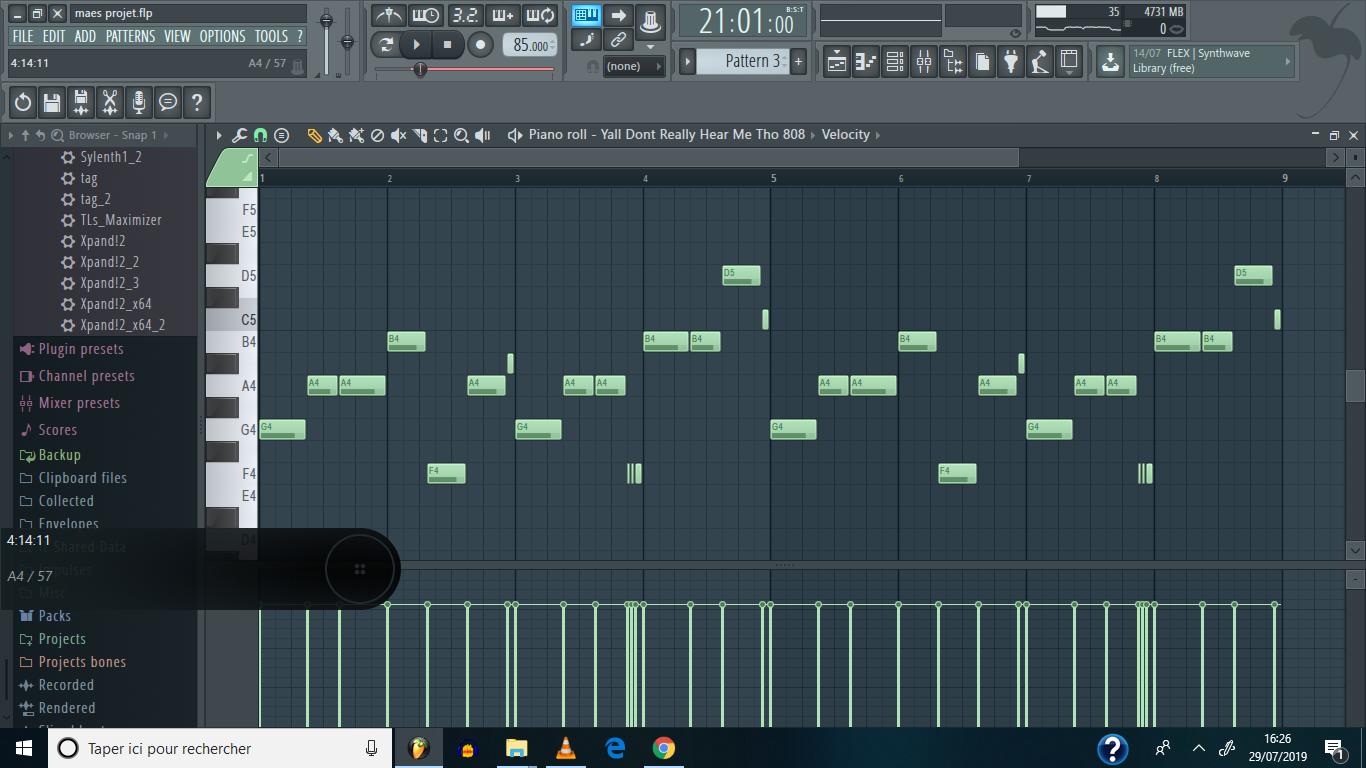 maes projet.flp
FILE EDIT ADD PATTERNS VIEW OPTIONS TOOLS ?
4:14:11
A4 / 57
3.2.
85.000
(none)
21:01:00
B:S:T
Pattern 3
+
35
4731 MB
0
14/07 FLEX | Synthwave
Library (free)
Browser - Snap 1
Piano roll - Yall Dont Really Hear Me Tho 808 Velocity
Sylenth1_2
tag
tag_2
TLs_Maximizer
Xpand!2
Xpand!2_2
Xpand!2_3
Xpand!2_x64
Xpand!2_x64_2
Plugin presets
Channel presets
Mixer presets
Scores
Backup
Clipboard files
Collected
Envelopes
IL Shared Data
Impulses
Misc
Packs
Projects
Projects bones
Recorded
Rendered
4:14:11
A4 / 57
1 2 3 4 5 6 7 8 9
F5
E5
D5
C5
B4
A4
G4
F4
E4
D4
D5 D5
B4 B4 B4 B4 B4 B4
A4 A4 A4 A4 A4 A4 A4 A4 A4 A4
G4 G4 G4 G4
F4 F4
Taper ici pour rechercher
?
16:26
29/07/2019
1